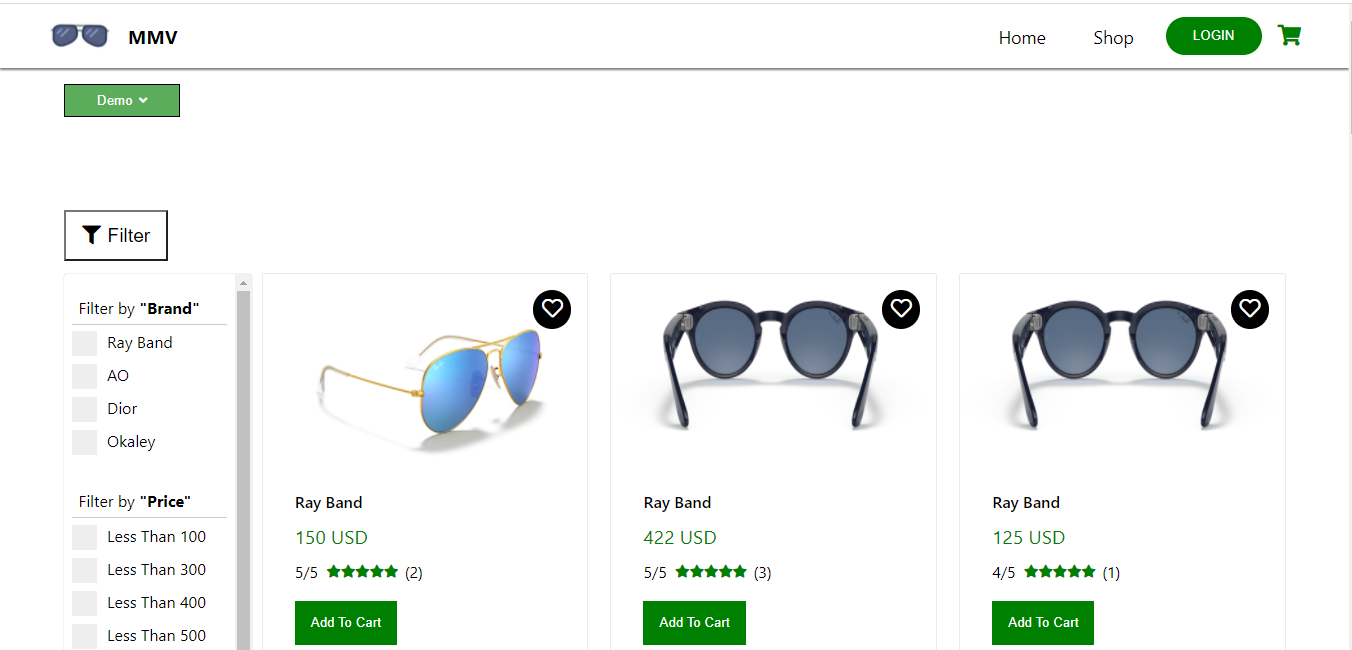 MMV
Home
Shop
LOGIN
Demo
Filter
Filter by "Brand"
Ray Band
AO
Dior
Okaley
Filter by "Price"
Less Than 100
Less Than 300
Less Than 400
Less Than 500
Ray Band
150 USD
5/5 ★★★★★ (2)
Add To Cart
Ray Band
422 USD
5/5 ★★★★★ (3)
Add To Cart
Ray Band
125 USD
4/5 ★★★★★ (1)
Add To Cart